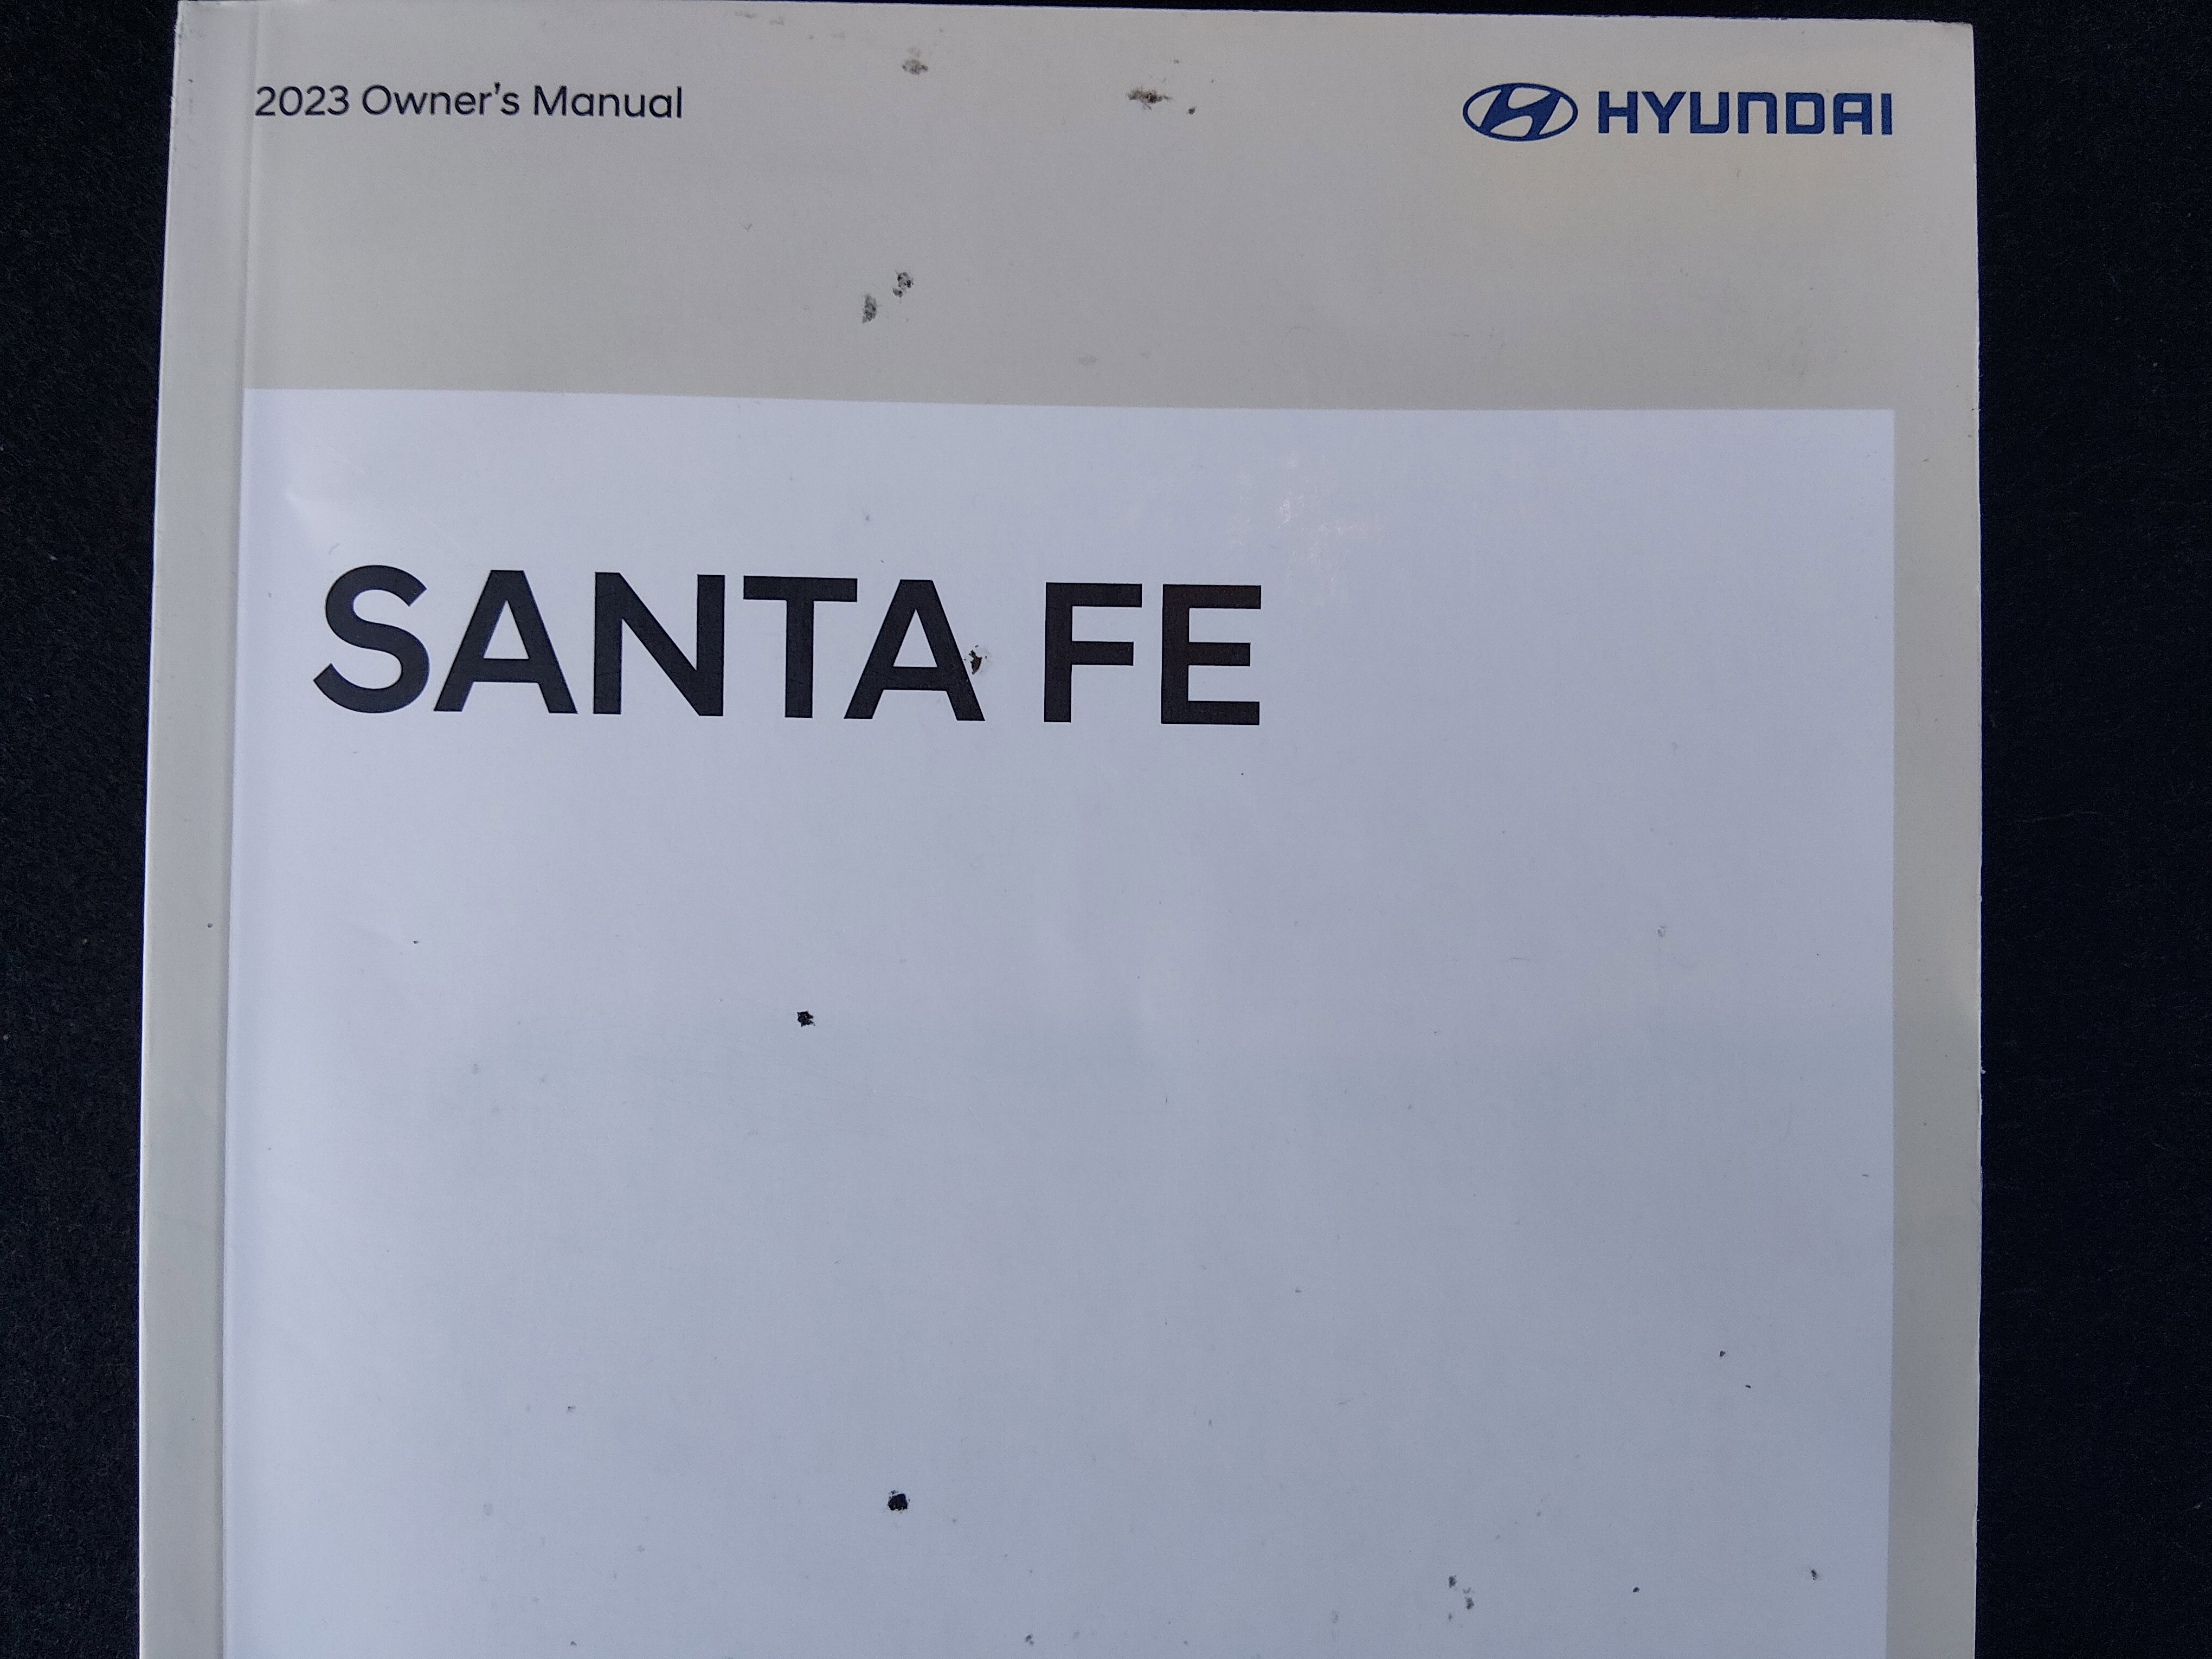 2023 Owner's Manual
HYUNDAI
SANTA FE